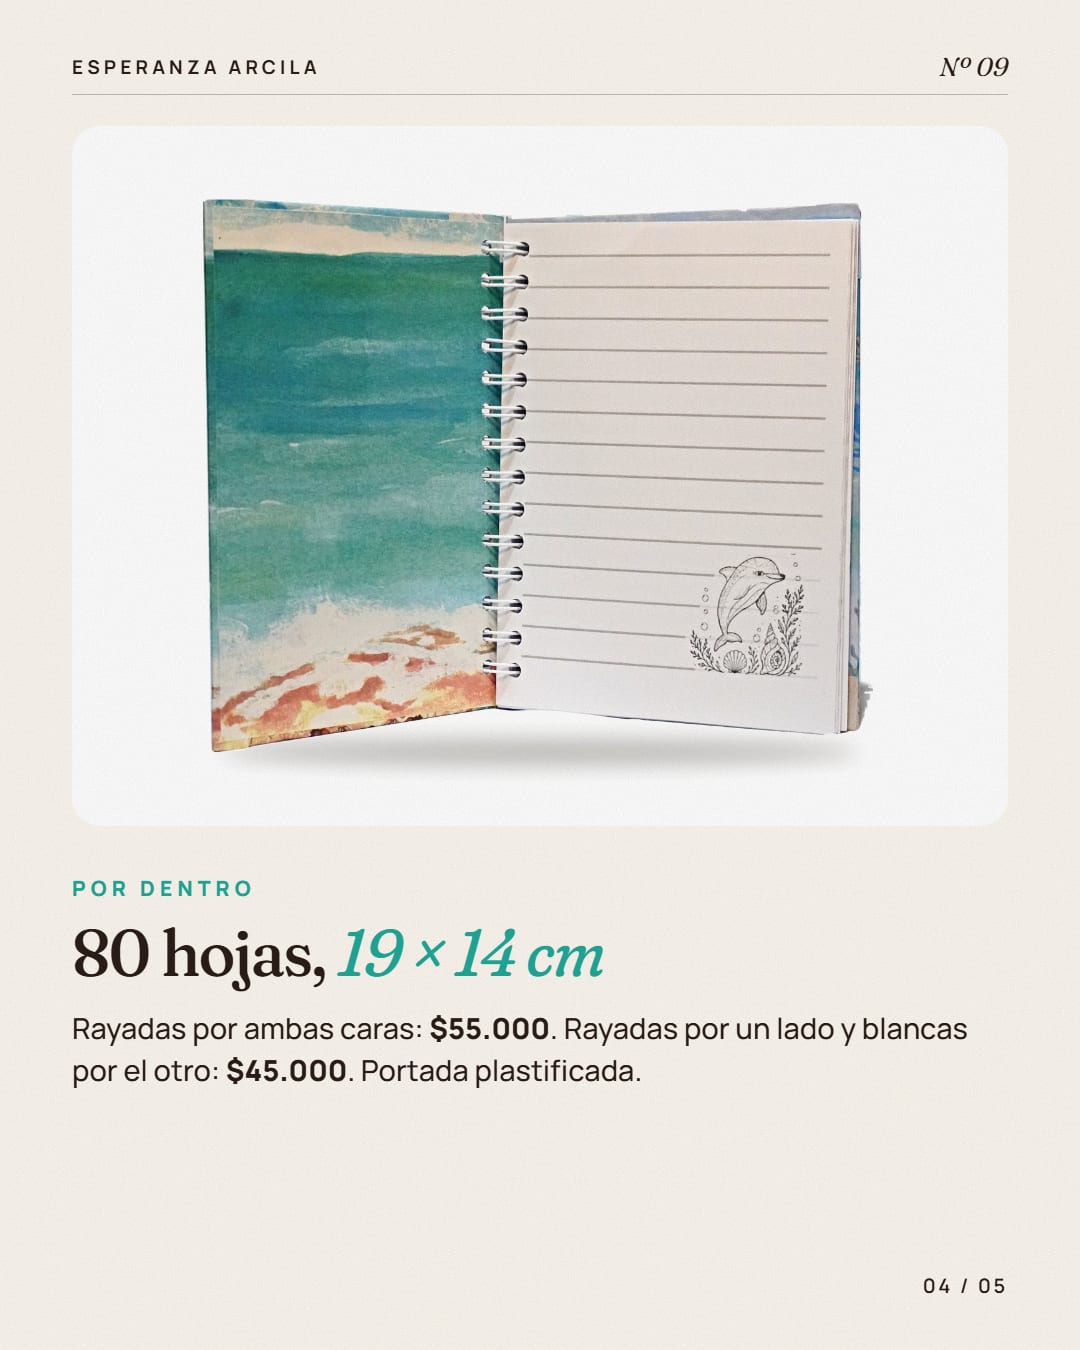 ESPERANZA ARCILA
Nº 09
POR DENTRO
80 hojas, 19 × 14 cm
Rayadas por ambas caras: $55.000. Rayadas por un lado y blancas
por el otro: $45.000. Portada plastificada.
04 / 05